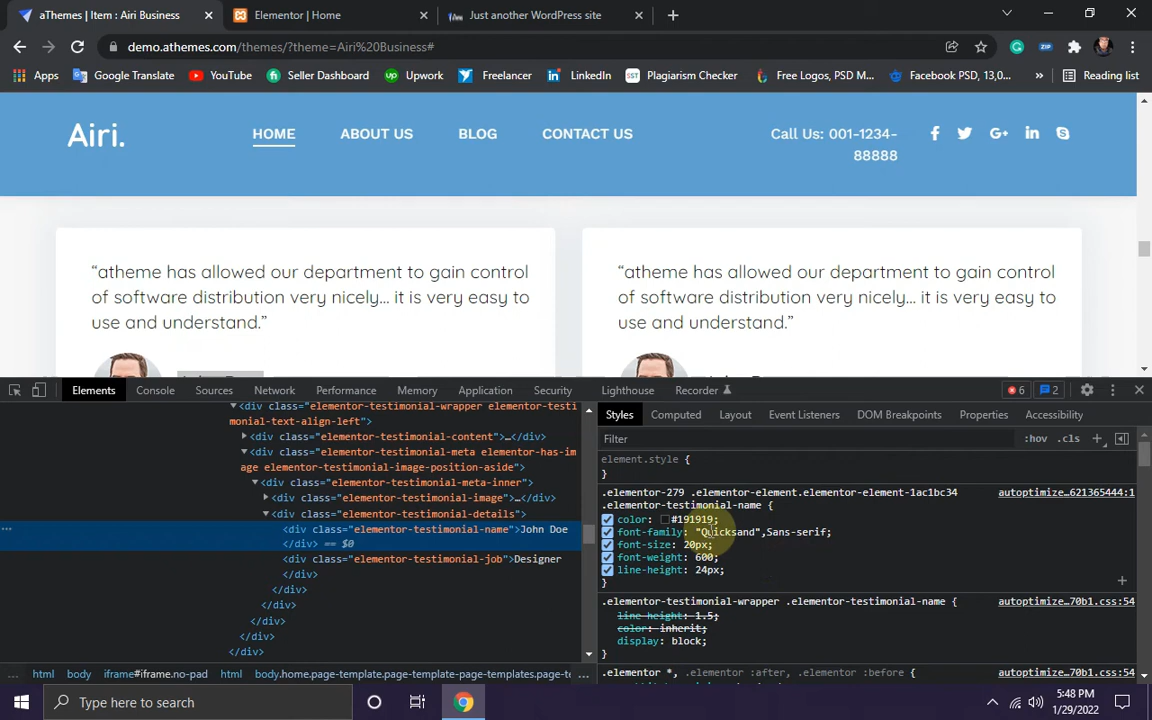 aThemes | Item : Airi Business
Elementor | Home
Just another WordPress site
demo.athemes.com/themes/?theme=Airi%20Business#
Apps
Google Translate
YouTube
Seller Dashboard
Upwork
Freelancer
LinkedIn
Plagiarism Checker
Free Logos, PSD M...
Facebook PSD, 13,0...
»
Reading list
Airi.
HOME
ABOUT US
BLOG
CONTACT US
Call Us: 001-1234-
88888
“atheme has allowed our department to gain control
of software distribution very nicely... it is very easy to
use and understand.”
“atheme has allowed our department to gain control
of software distribution very nicely... it is very easy to
use and understand.”
Elements
Console
Sources
Network
Performance
Memory
Application
Security
Lighthouse
Recorder
6
2
<div class="elementor-testimonial-wrapper elementor-testi
monial-text-align-left">
<div class="elementor-testimonial-content">…</div>
<div class="elementor-testimonial-meta elementor-has-im
age elementor-testimonial-image-position-aside">
<div class="elementor-testimonial-meta-inner">
<div class="elementor-testimonial-image">…</div>
<div class="elementor-testimonial-details">
<div class="elementor-testimonial-name">John Doe
</div> == $0
<div class="elementor-testimonial-job">Designer
</div>
</div>
</div>
</div>
</div>
</div>
html body iframe#iframe.no-pad html body.home.page-template.page-template-page-templates.page-te ...
Styles
Computed
Layout
Event Listeners
DOM Breakpoints
Properties
Accessibility
Filter
:hov .cls
element.style {
}
.elementor-279 .elementor-element.elementor-element-1ac1bc34 autoptimize…621365444:1
.elementor-testimonial-name {
color: #191919;
font-family: "Quicksand",Sans-serif;
font-size: 20px;
font-weight: 600;
line-height: 24px;
}
.elementor-testimonial-wrapper .elementor-testimonial-name { autoptimize…70b1.css:54
line-height: 1.5;
color: inherit;
display: block;
}
.elementor *, .elementor :after, .elementor :before { autoptimize…70b1.css:54
Type here to search
5:48 PM
1/29/2022